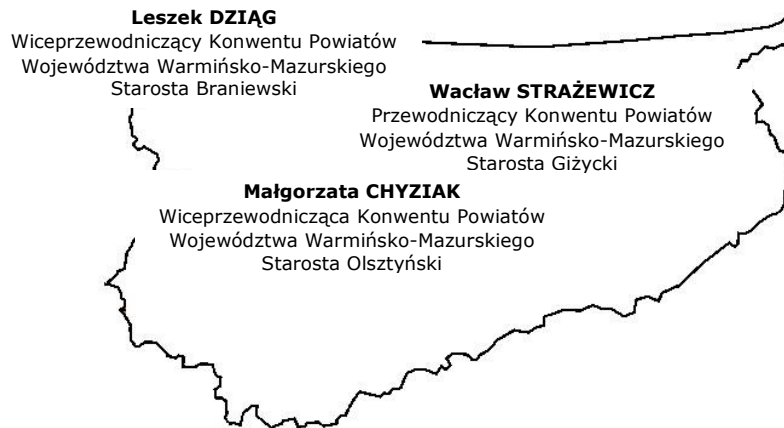 Leszek DZIĄG
Wiceprzewodniczący Konwentu Powiatów
Województwa Warmińsko-Mazurskiego
Starosta Braniewski
Wacław STRAŻEWICZ
Przewodniczący Konwentu Powiatów
Województwa Warmińsko-Mazurskiego
Starosta Giżycki
Małgorzata CHYZIAK
Wiceprzewodnicząca Konwentu Powiatów
Województwa Warmińsko-Mazurskiego
Starosta Olsztyński